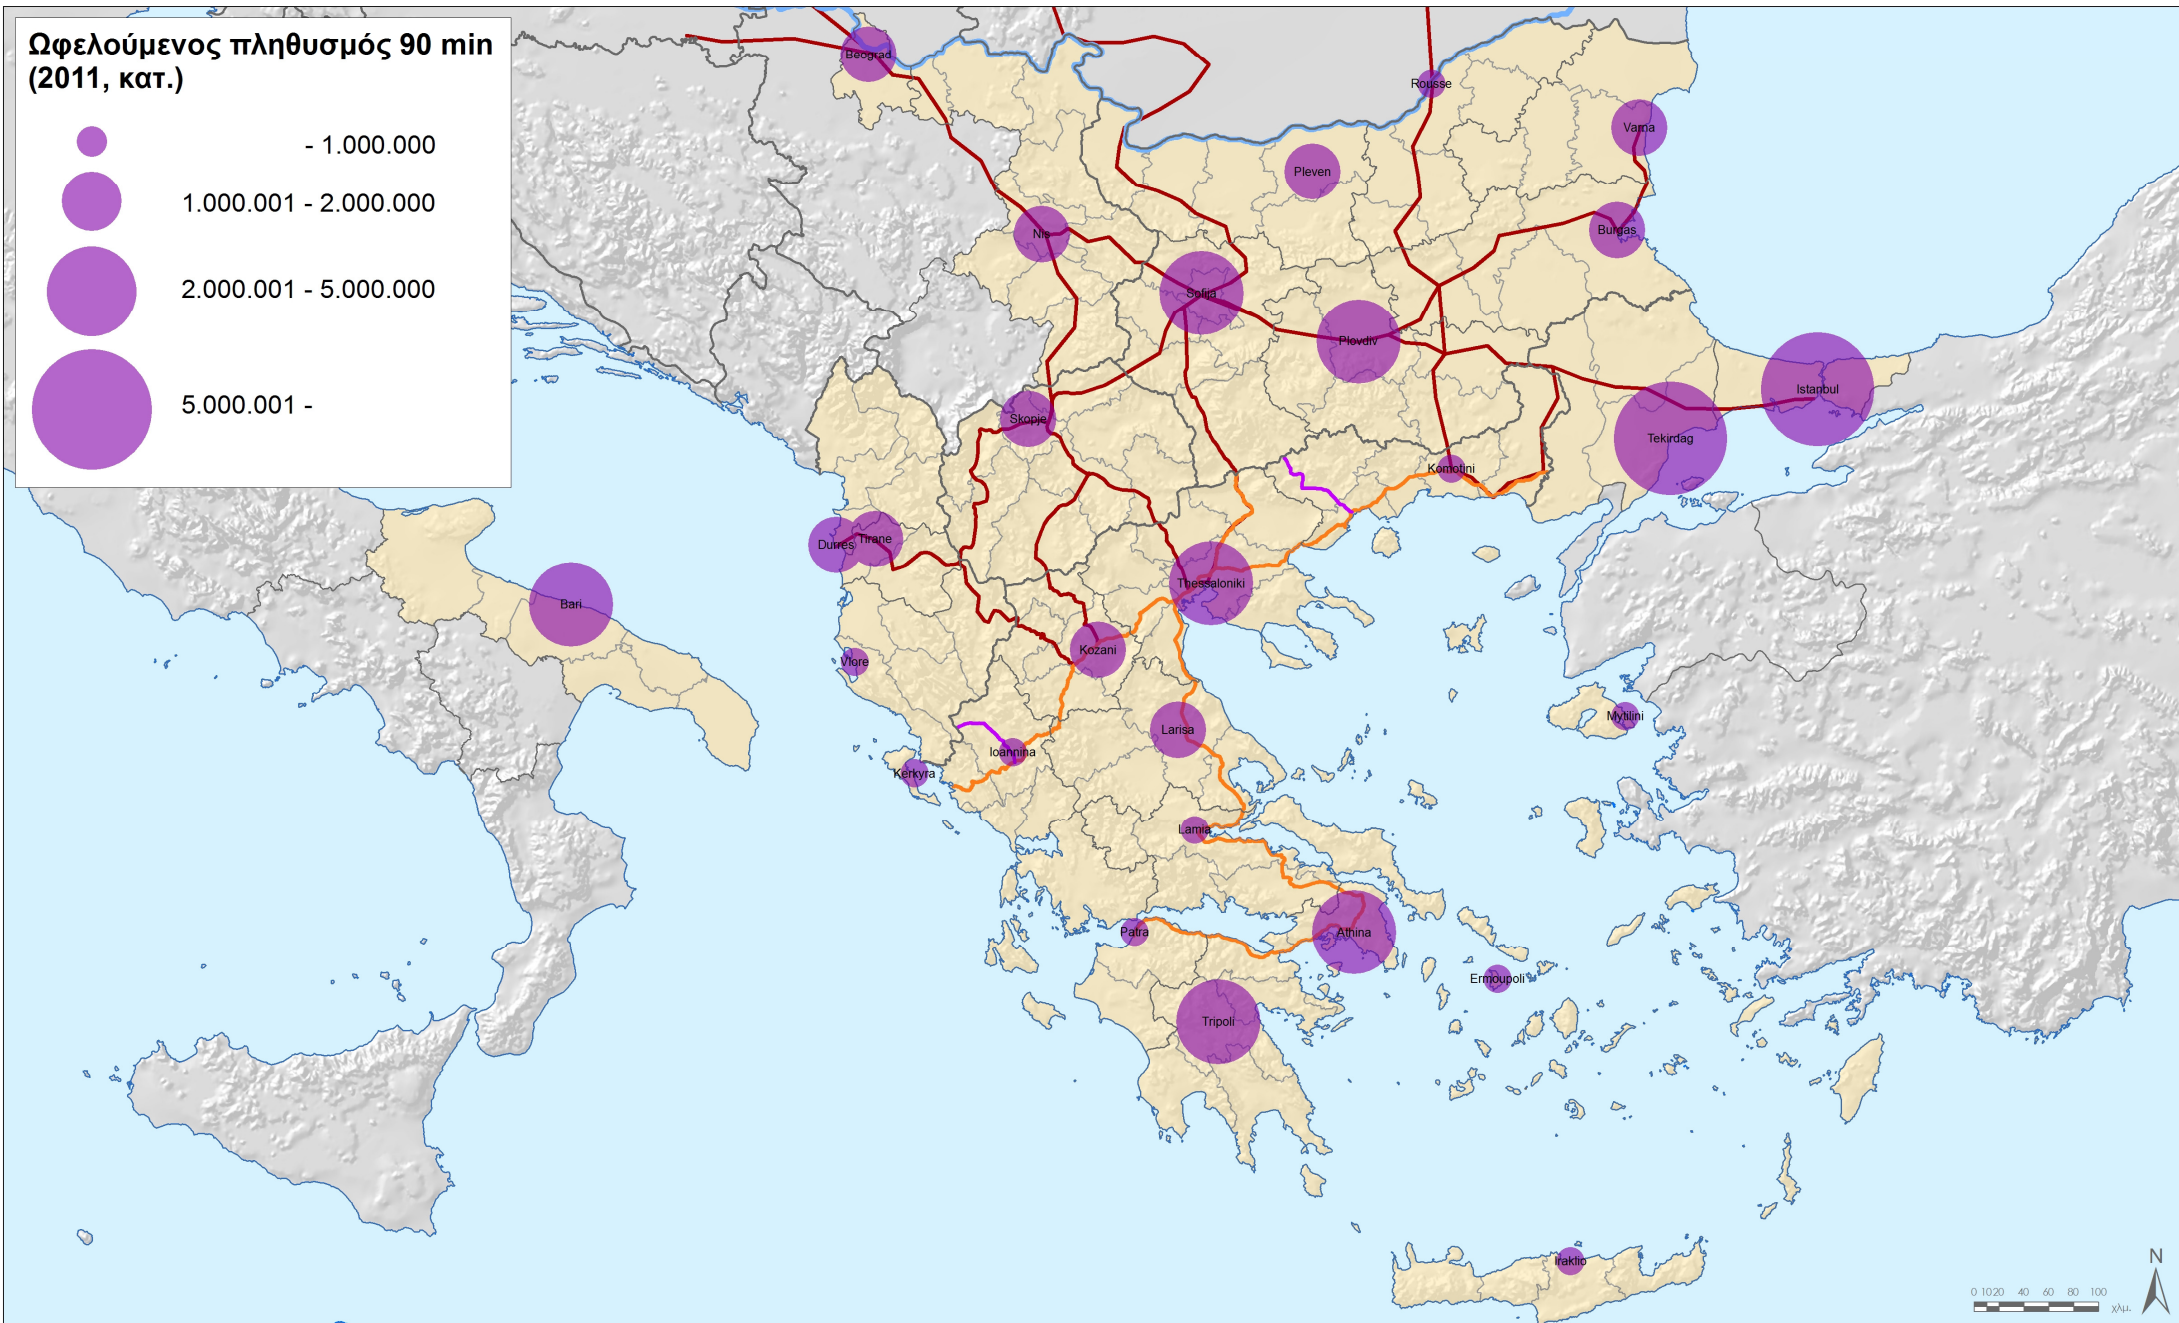 Ωφελούμενος πληθυσμός 90 min
(2011, κατ.)
- 1.000.000
1.000.001 - 2.000.000
2.000.001 - 5.000.000
5.000.001 -
Beograd
Rousse
Varna
Pleven
Nis
Burgas
Sofija
Plovdiv
Istanbul
Skopje
Tekirdag
Komotini
Durres
Tirane
Thessaloniki
Bari
Kozani
Vlore
Mytilini
Larisa
Ioannina
Kerkyra
Lamia
Patra
Athina
Ermoupoli
Tripoli
Iraklio
N
0 10 20 40 60 80 100
χλμ.